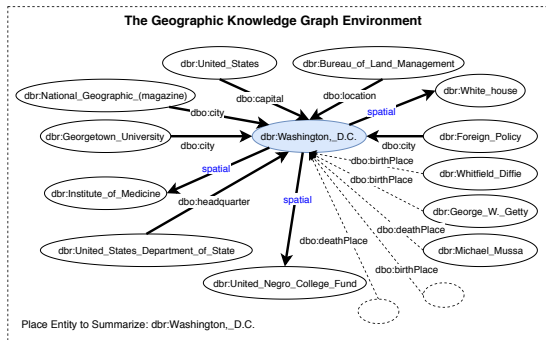 The Geographic Knowledge Graph Environment
dbr:United_States
dbr:Bureau_of_Land_Management
dbr:National_Geographic_(magazine)
dbo:capital
dbo:location
dbr:White_house
dbo:city
spatial
dbr:Georgetown_University
dbr:Washington,_D.C.
dbr:Foreign_Policy
dbo:city
dbo:city
spatial
dbo:birthPlace
dbr:Whitfield_Diffie
dbr:Institute_of_Medicine
dbo:birthPlace
dbo:headquarter
spatial
dbr:George_W._Getty
dbo:deathPlace
dbo:deathPlace
dbr:United_States_Department_of_State
dbr:Michael_Mussa
dbo:birthPlace
dbr:United_Negro_College_Fund
Place Entity to Summarize: dbr:Washington,_D.C.